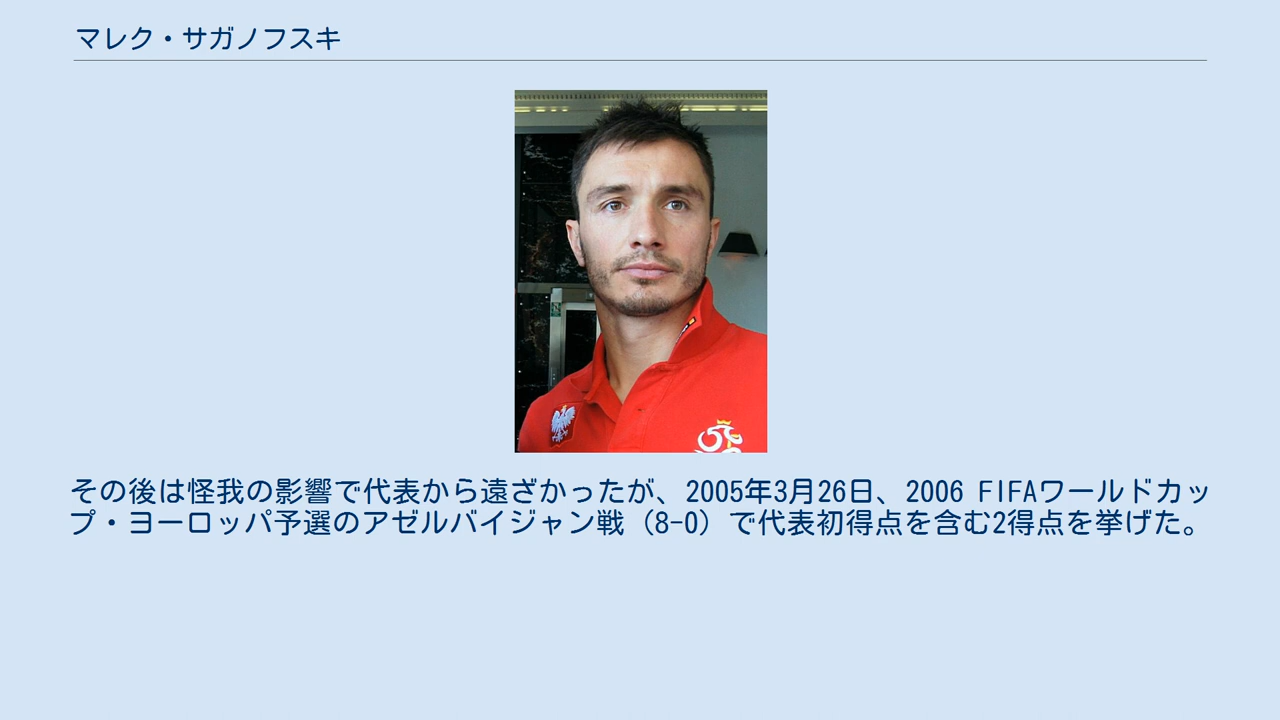 マレク・サガノフスキ
その後は怪我の影響で代表から遠ざかったが、2005年3月26日、2006 FIFAワールドカッ
プ・ヨーロッパ予選のアゼルバイジャン戦（8-0）で代表初得点を含む2得点を挙げた。